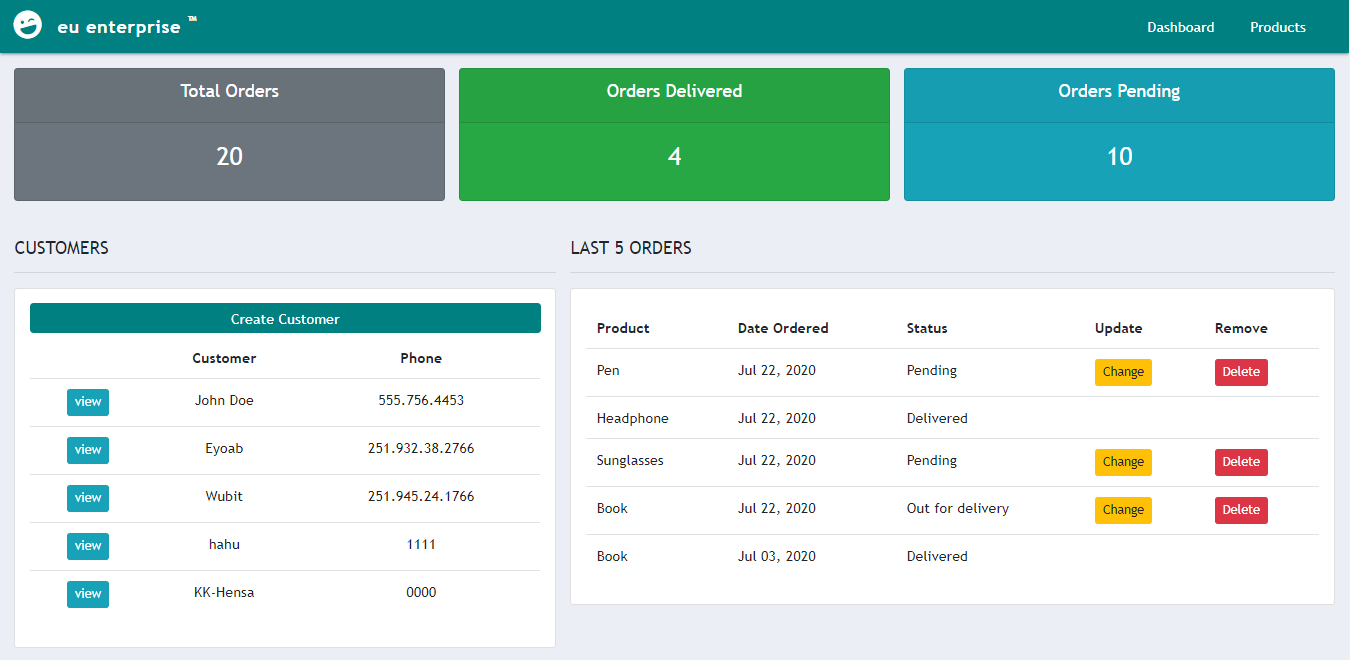 eu enterprise ™
Dashboard Products
Total Orders
20
Orders Delivered
4
Orders Pending
10
CUSTOMERS
Create Customer
Customer Phone
view John Doe 555.756.4453
view Eyoab 251.932.38.2766
view Wubit 251.945.24.1766
view hahu 1111
view KK-Hensa 0000
LAST 5 ORDERS
Product Date Ordered Status Update Remove
Pen Jul 22, 2020 Pending Change Delete
Headphone Jul 22, 2020 Delivered
Sunglasses Jul 22, 2020 Pending Change Delete
Book Jul 22, 2020 Out for delivery Change Delete
Book Jul 03, 2020 Delivered